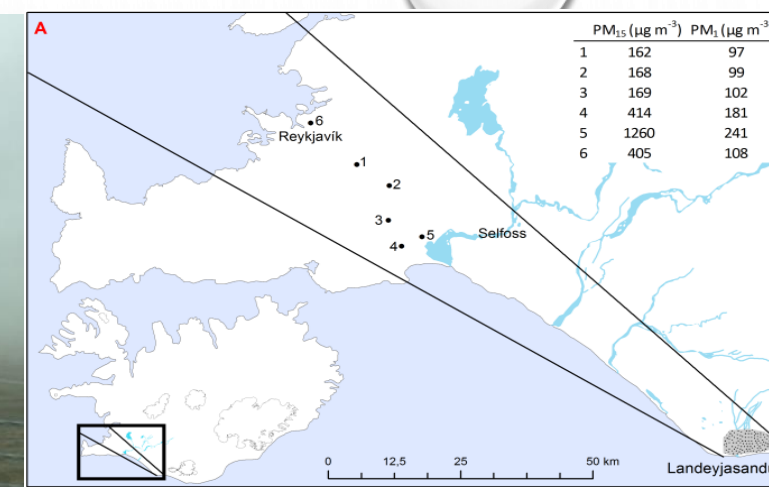 A
PM15 (µg m-3) PM1 (µg m-3
1 162 97
2 168 99
3 169 102
4 414 181
5 1260 241
6 405 108
6
Reykjavík
1
2
3
5
4
Selfoss
0 12,5 25 50 km
Landeyjasand